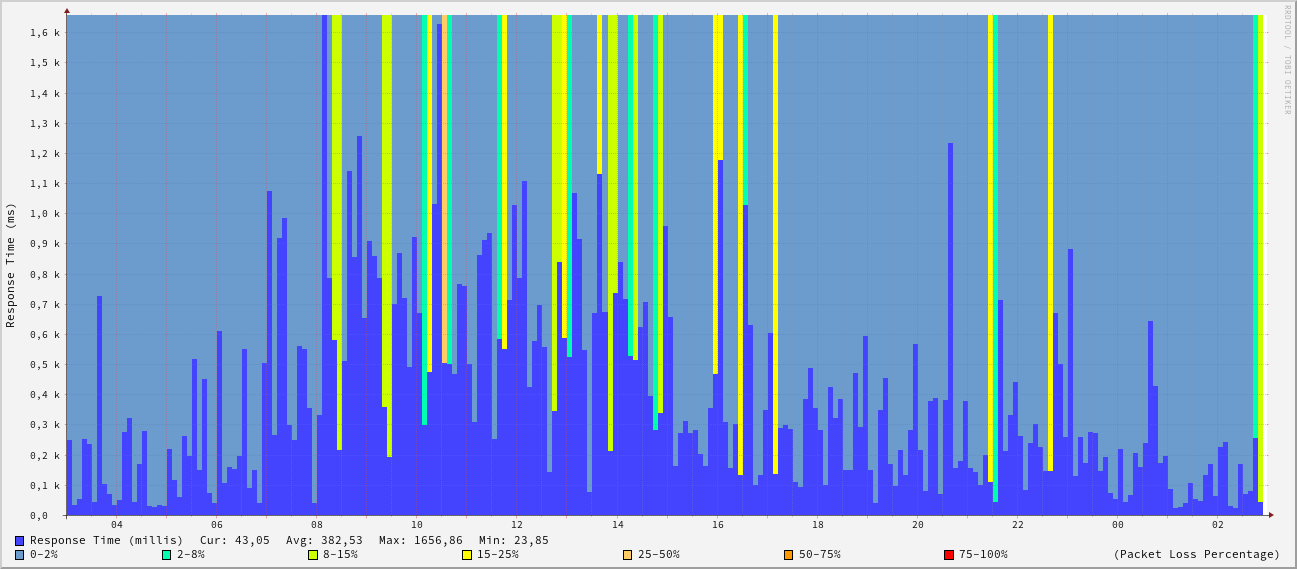 RRDTOOL / TOBI OETIKER
Response Time (ms)
1,6 k
1,5 k
1,4 k
1,3 k
1,2 k
1,1 k
1,0 k
0,9 k
0,8 k
0,7 k
0,6 k
0,5 k
0,4 k
0,3 k
0,2 k
0,1 k
0,0
04 06 08 10 12 14 16 18 20 22 00 02
Response Time (millis) Cur: 43,05 Avg: 382,53 Max: 1656,86 Min: 23,85
0-2% 2-8% 8-15% 15-25% 25-50% 50-75% 75-100% (Packet Loss Percentage)